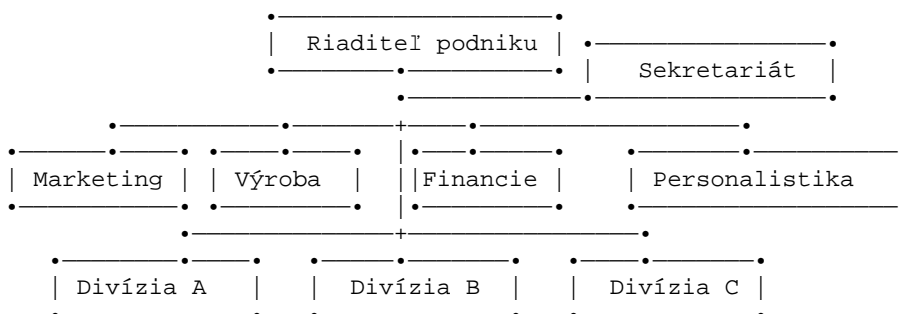 Riaditeľ podniku
Sekretariát
Marketing Výroba Financie Personalistika
Divízia A Divízia B Divízia C